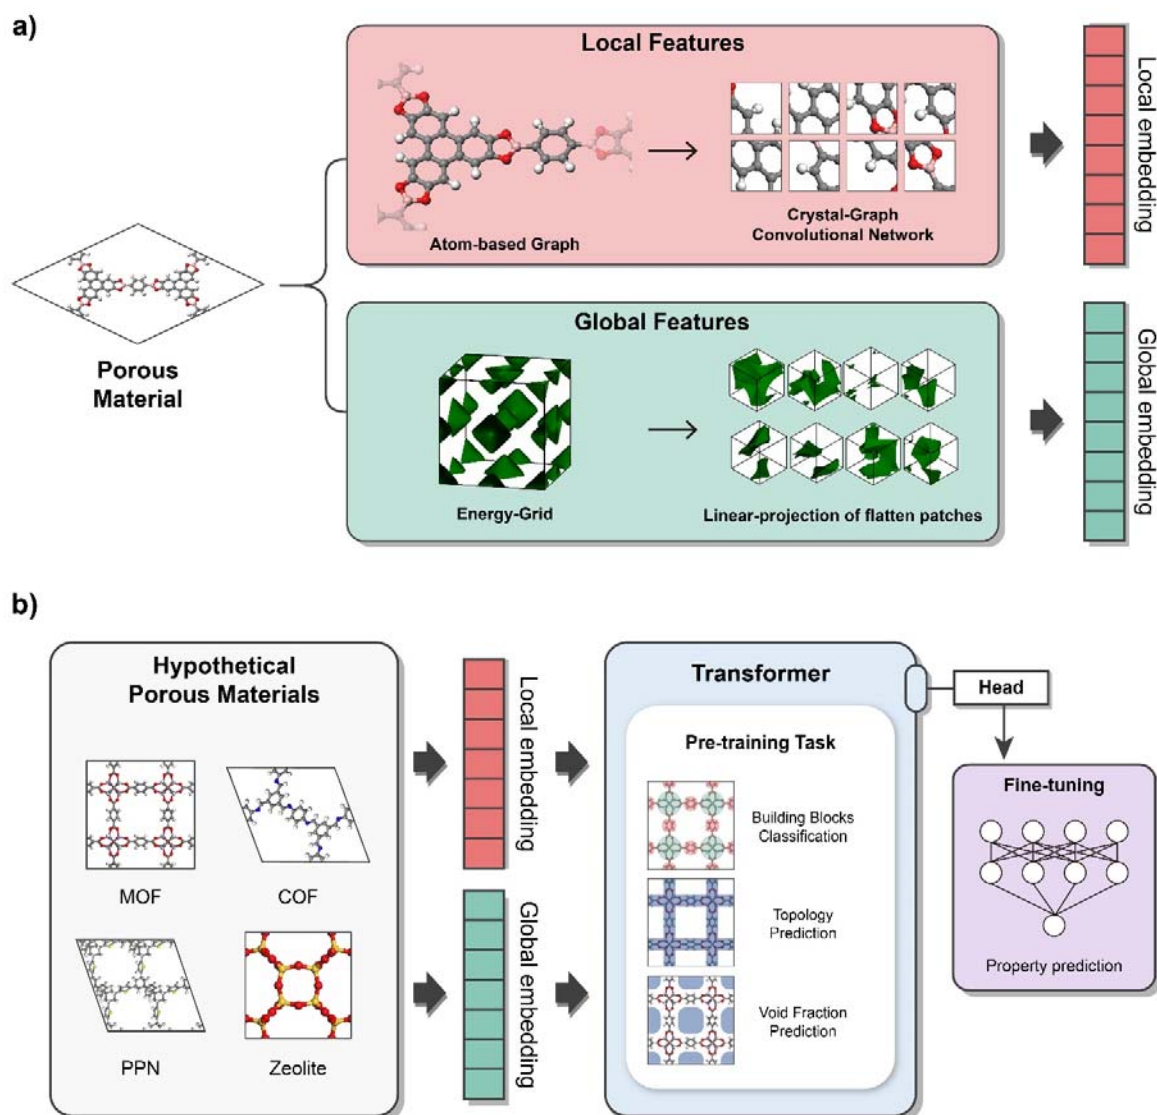 a)
Local Features
Atom-based Graph
Crystal-Graph
Convolutional Network
Local embedding
Porous
Material
Global Features
Energy-Grid
Linear-projection of flatten patches
Global embedding
b)
Hypothetical
Porous Materials
MOF
COF
PPN
Zeolite
Local embedding
Global embedding
Transformer
Pre-training Task
Building Blocks
Classification
Topology
Prediction
Void Fraction
Prediction
Head
Fine-tuning
Property prediction